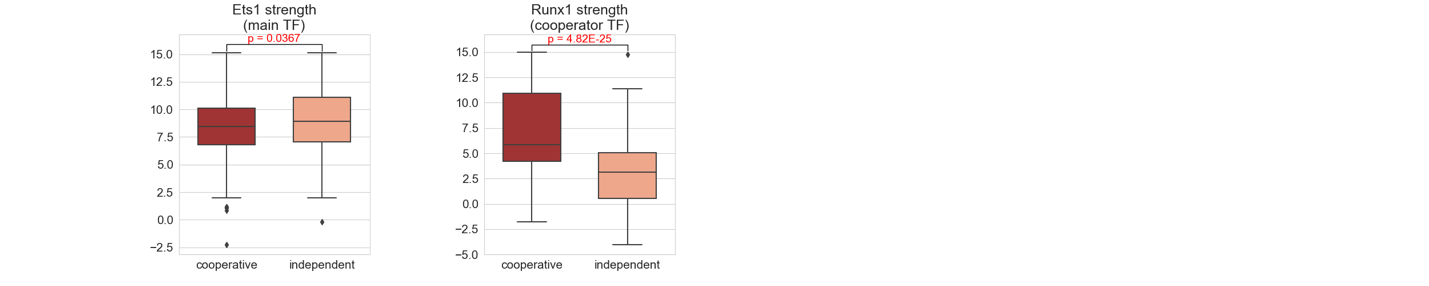 Ets1 strength
(main TF)
p = 0.0367
15.0
12.5
10.0
7.5
5.0
2.5
0.0
−2.5
cooperative
independent
Runx1 strength
(cooperator TF)
p = 4.82E-25
15.0
12.5
10.0
7.5
5.0
2.5
0.0
−2.5
−5.0
cooperative
independent